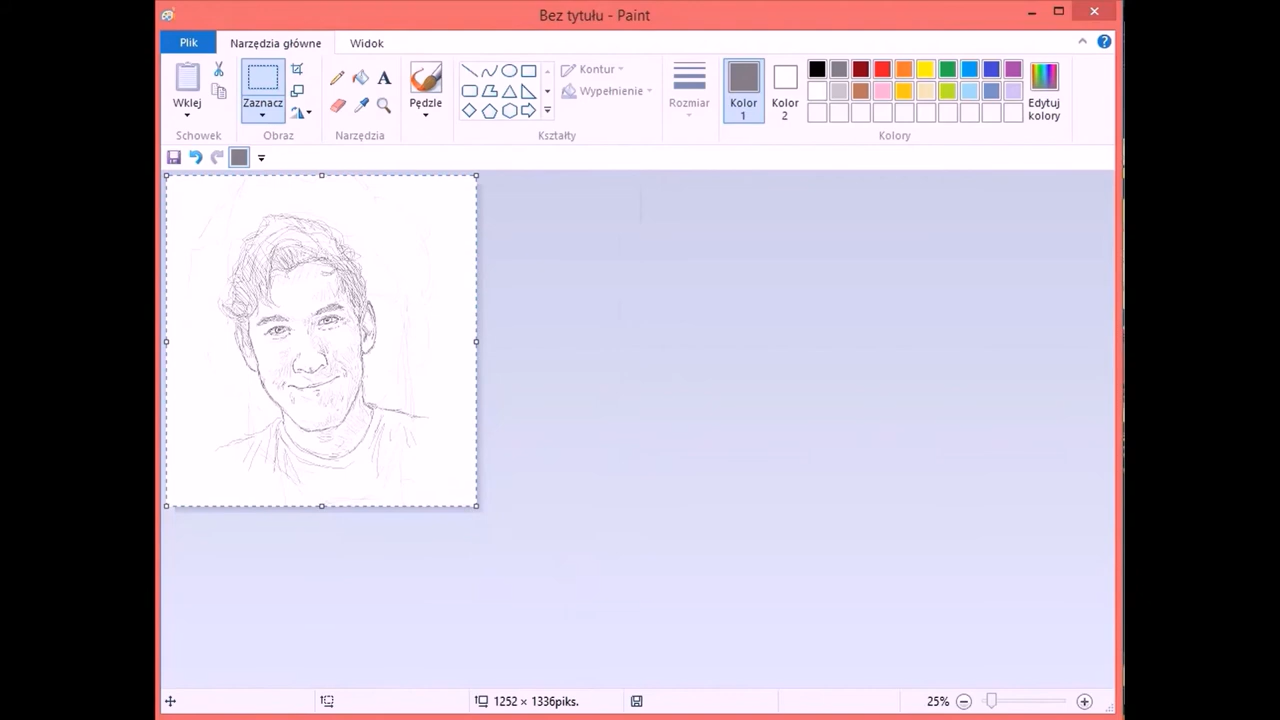 Bez tytułu - Paint
Plik
Narzędzia główne
Widok
Wklej
Zaznacz
Pędzle
Kontur
Wypełnienie
Rozmiar
Kolor
1
Kolor
2
Edytuj
kolory
Schowek
Obraz
Narzędzia
Kształty
Kolory
1252 × 1336piks.
25%